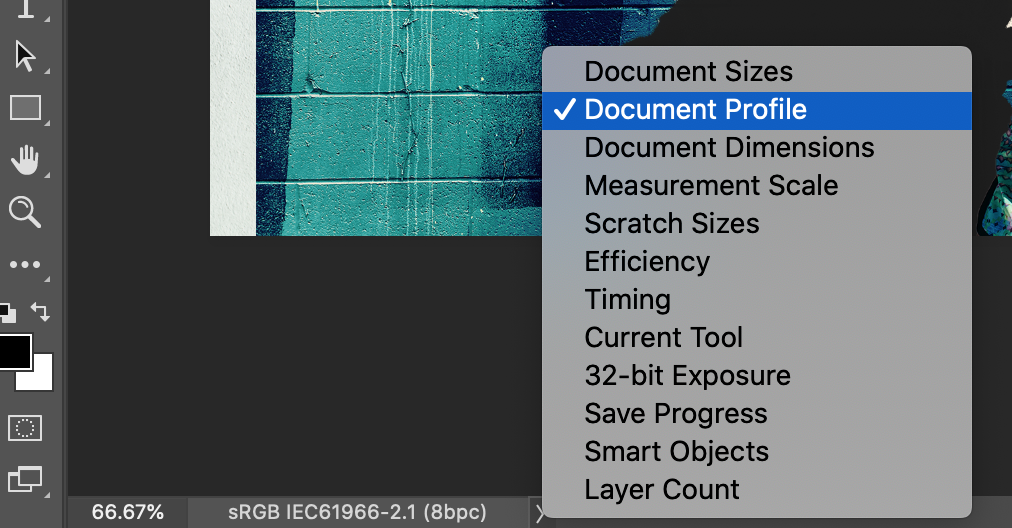 Document Sizes
✓ Document Profile
Document Dimensions
Measurement Scale
Scratch Sizes
Efficiency
Timing
Current Tool
32-bit Exposure
Save Progress
Smart Objects
Layer Count
66.67% sRGB IEC61966-2.1 (8bpc)